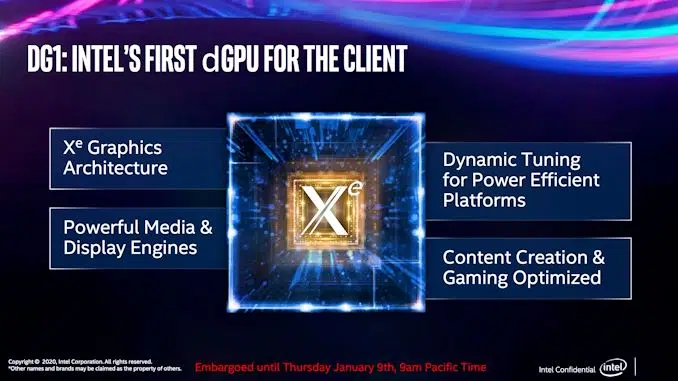 DG1: INTEL'S FIRST dGPU FOR THE CLIENT
Xe Graphics
Architecture
Powerful Media &
Display Engines
Xe
Dynamic Tuning
for Power Efficient
Platforms
Content Creation &
Gaming Optimized
Copyright © 2020, Intel Corporation. All rights reserved.
*Other names and brands may be claimed as the property of others.
Embargoed until Thursday January 9th, 9am Pacific Time
Intel Confidential
intel